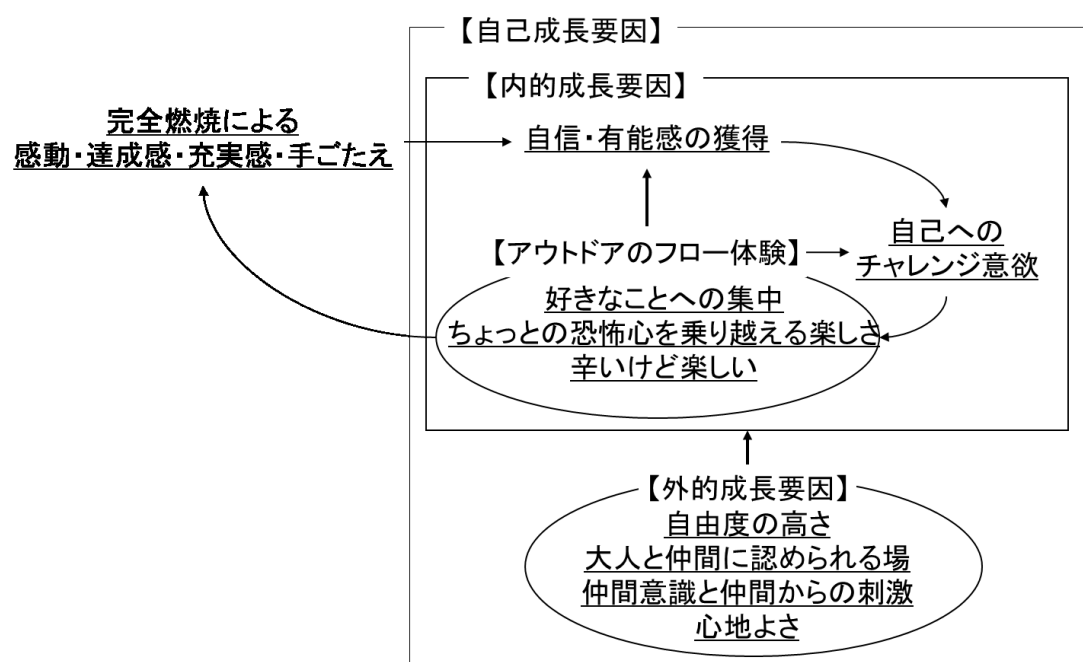 【自己成長要因】
【内的成長要因】
完全燃焼による
感動・達成感・充実感・手ごたえ
自信・有能感の獲得
自己への
チャレンジ意欲
【アウトドアのフロー体験】
好きなことへの集中
ちょっとの恐怖心を乗り越える楽しさ
辛いけど楽しい
【外的成長要因】
自由度の高さ
大人と仲間に認められる場
仲間意識と仲間からの刺激
心地よさ